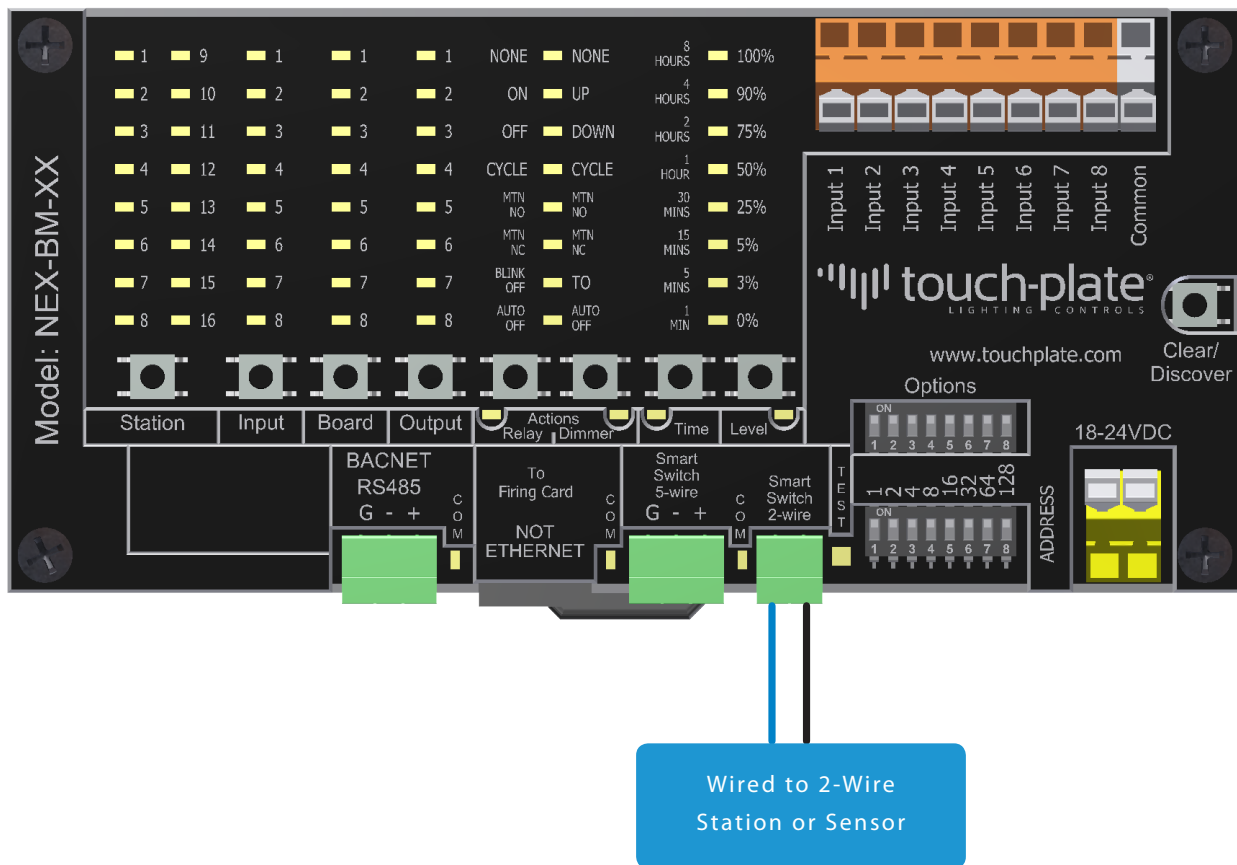 Model: NEX-BM-XX
1 9 1 1 1 NONE NONE 8 HOURS 100%
2 10 2 2 2 ON UP 4 HOURS 90%
3 11 3 3 3 OFF DOWN 2 HOURS 75%
4 12 4 4 4 CYCLE CYCLE 1 HOUR 50%
5 13 5 5 5 MTN NO MTN NO 30 MINS 25%
6 14 6 6 6 MTN NC MTN NC 15 MINS 5%
7 15 7 7 7 BLINK OFF TO 5 MINS 3%
8 16 8 8 8 AUTO OFF AUTO OFF 1 MIN 0%
Station Input Board Output Actions Relay Dimmer Time Level
Input 1
Input 2
Input 3
Input 4
Input 5
Input 6
Input 7
Input 8
Common
touch-plate®
LIGHTING CONTROLS
www.touchplate.com
Clear/
Discover
Options
ON
1 2 3 4 5 6 7 8
1 2 4 8 16 32 64 128
ON
1 2 3 4 5 6 7 8
ADDRESS
18-24VDC
BACNET
RS485
G - +
COM
To
Firing Card
NOT
ETHERNET
COM
Smart
Switch
5-wire
G - +
COM
Smart
Switch
2-wire
TEST
Wired to 2-Wire
Station or Sensor